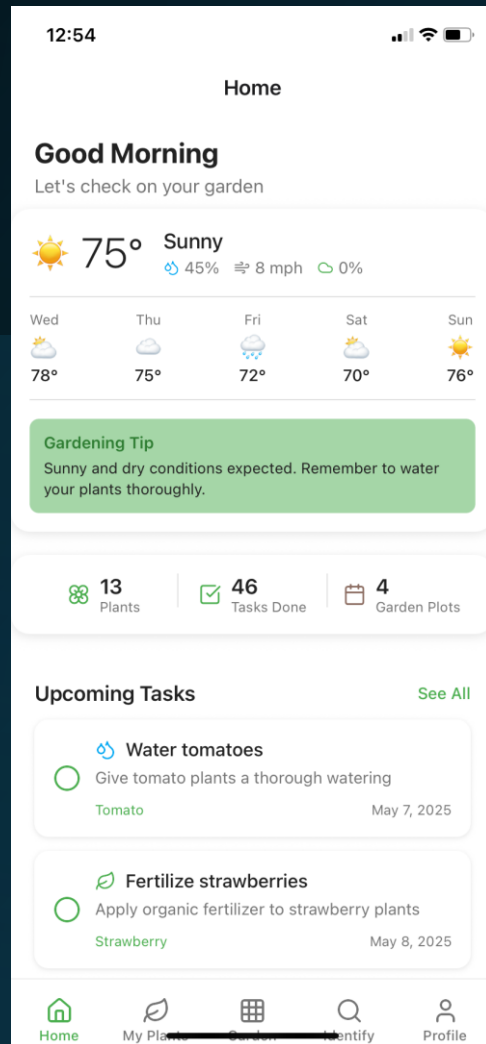 12:54
Home
Good Morning
Let's check on your garden
75° Sunny
45% 8 mph 0%
Wed Thu Fri Sat Sun
78° 75° 72° 70° 76°
Gardening Tip
Sunny and dry conditions expected. Remember to water
your plants thoroughly.
13 46 4
Plants Tasks Done Garden Plots
Upcoming Tasks See All
Water tomatoes
Give tomato plants a thorough watering
Tomato May 7, 2025
Fertilize strawberries
Apply organic fertilizer to strawberry plants
Strawberry May 8, 2025
Home My Plants Garden Identify Profile